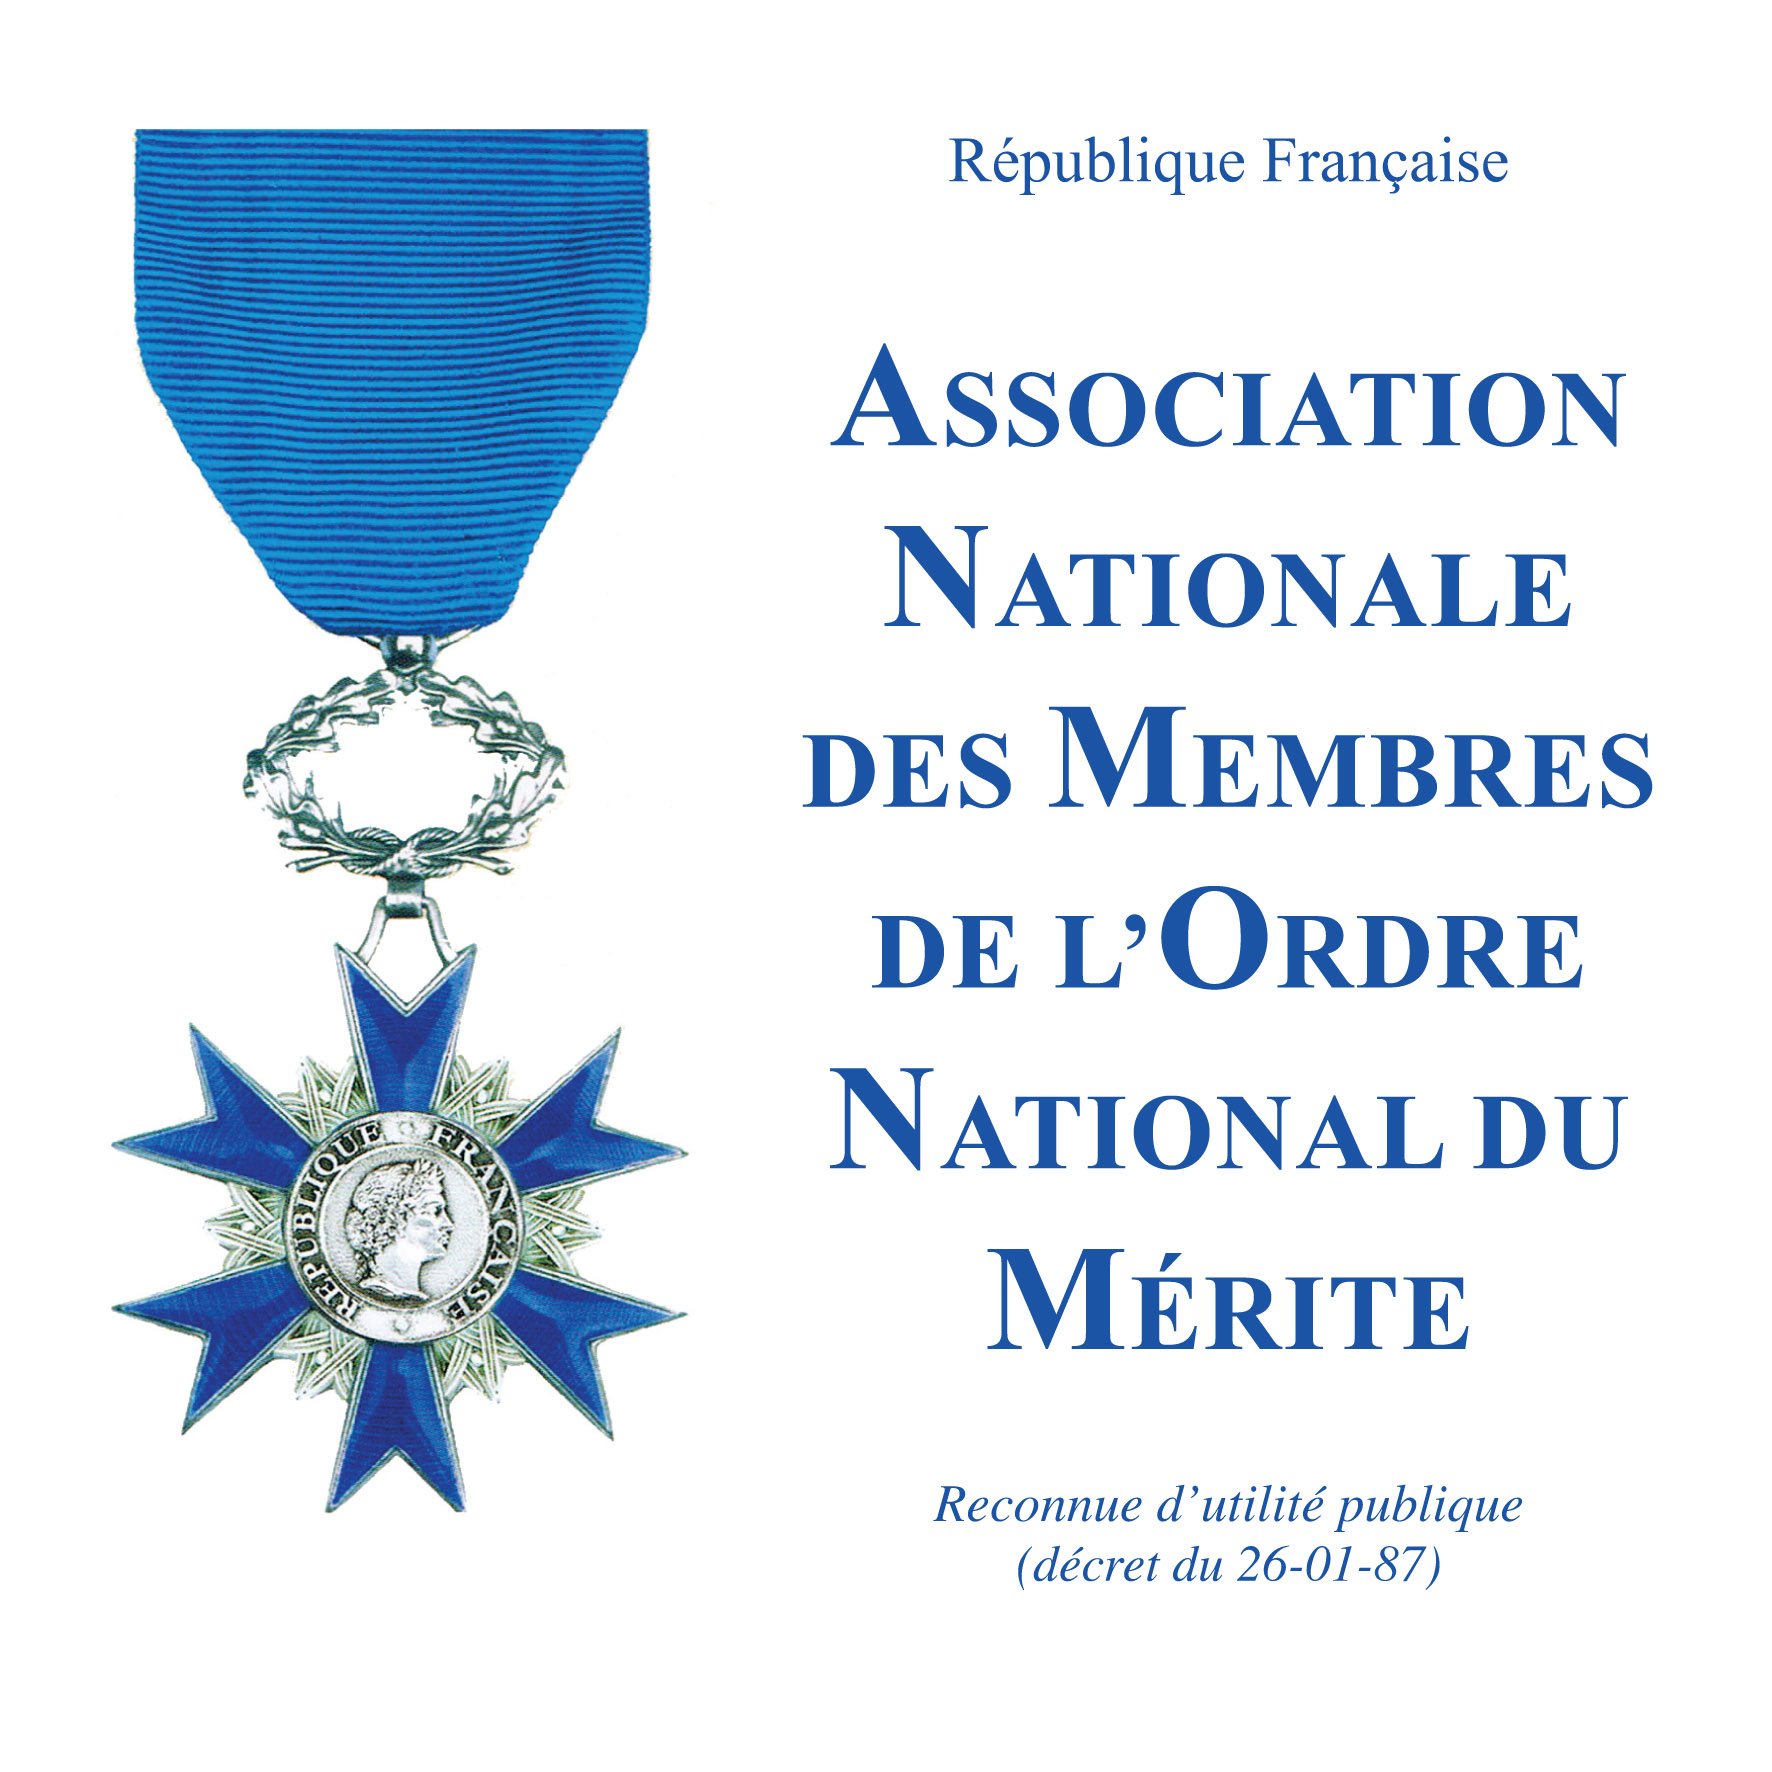 République Française
ASSOCIATION
NATIONALE
DES MEMBRES
DE L’ORDRE
NATIONAL DU
MÉRITE
Reconnue d’utilité publique
(décret du 26-01-87)
REPUBLIQUE FRANÇAISE